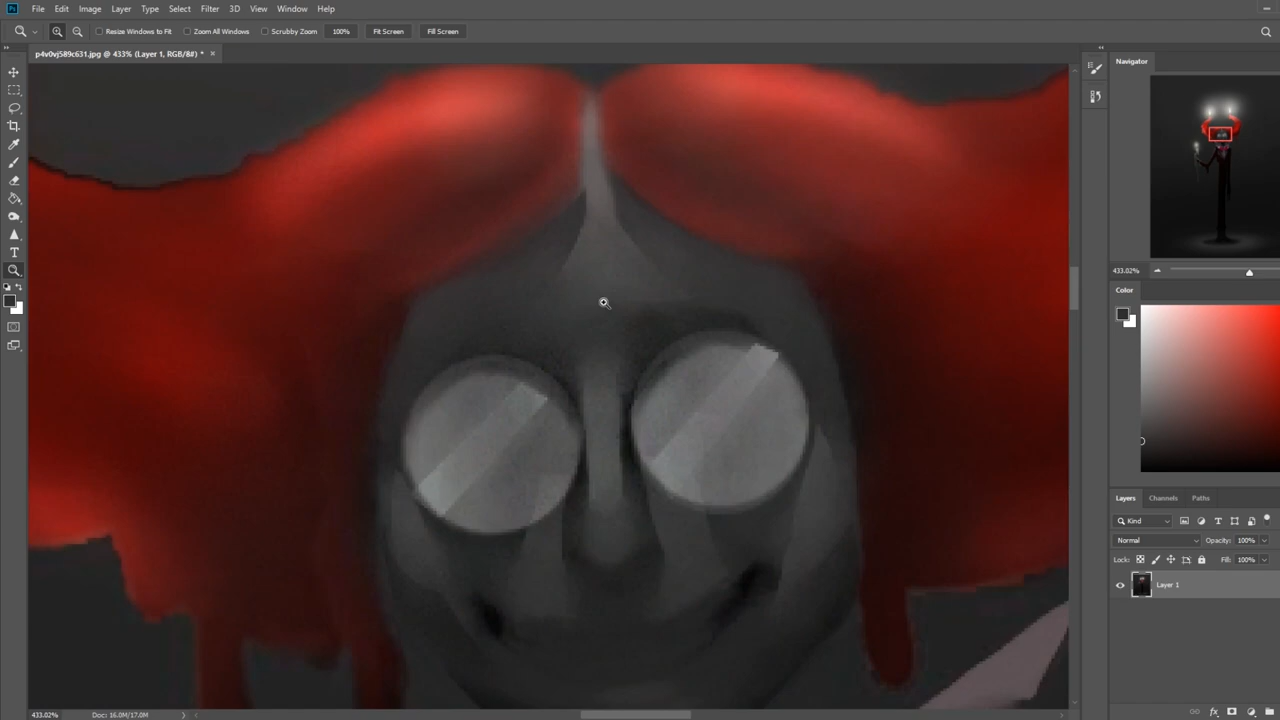 Ps File Edit Image Layer Type Select Filter 3D View Window Help
Resize Windows to Fit Zoom All Windows Scrubby Zoom 100% Fit Screen Fill Screen
p4v0vj589c631.jpg @ 433% (Layer 1, RGB/8#) * ×
Navigator
433.02%
Color
Layers Channels Paths
Kind
Normal Opacity: 100%
Lock: Fill: 100%
Layer 1
433.02% Doc: 16.0M/17.0M